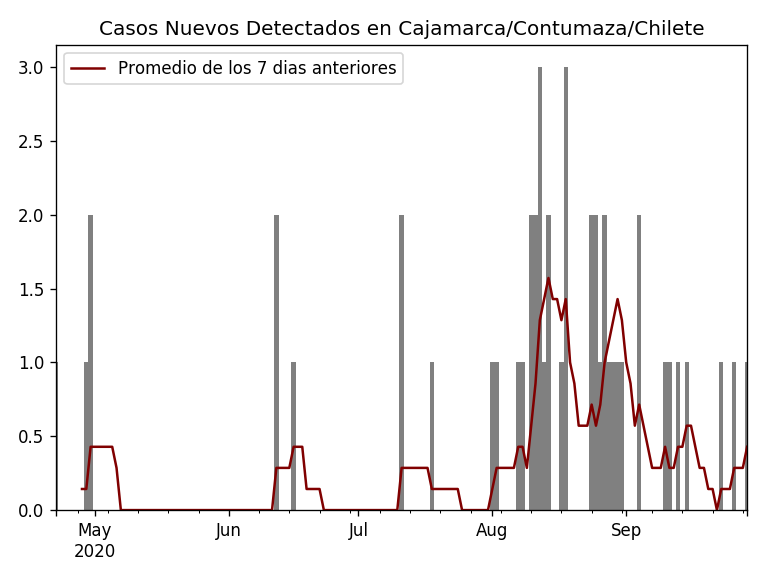 Casos Nuevos Detectados en Cajamarca/Contumaza/Chilete
Promedio de los 7 dias anteriores
3.0
2.5
2.0
1.5
1.0
0.5
0.0
May Jun Jul Aug Sep
2020